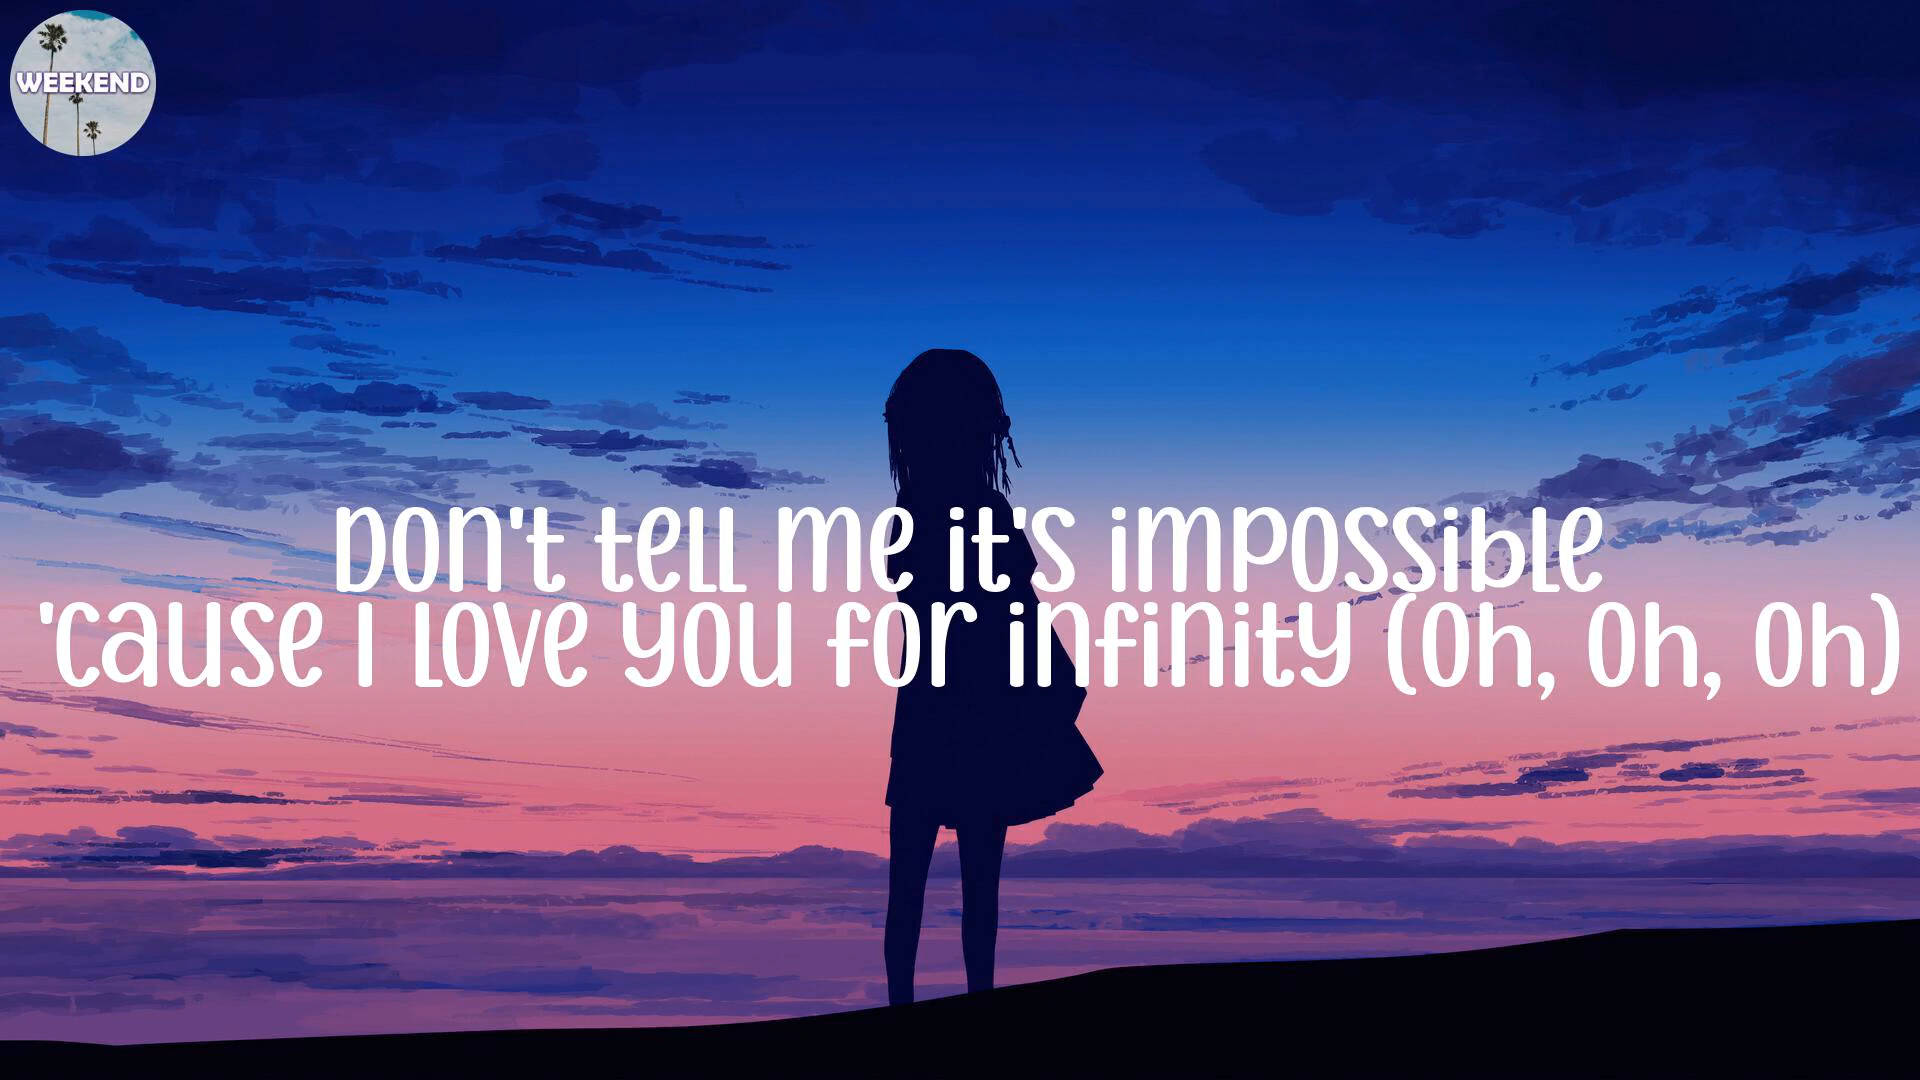 WEEKEND
Don't tell me it's impossible
'cause I love you for infinity (Oh, Oh, Oh)